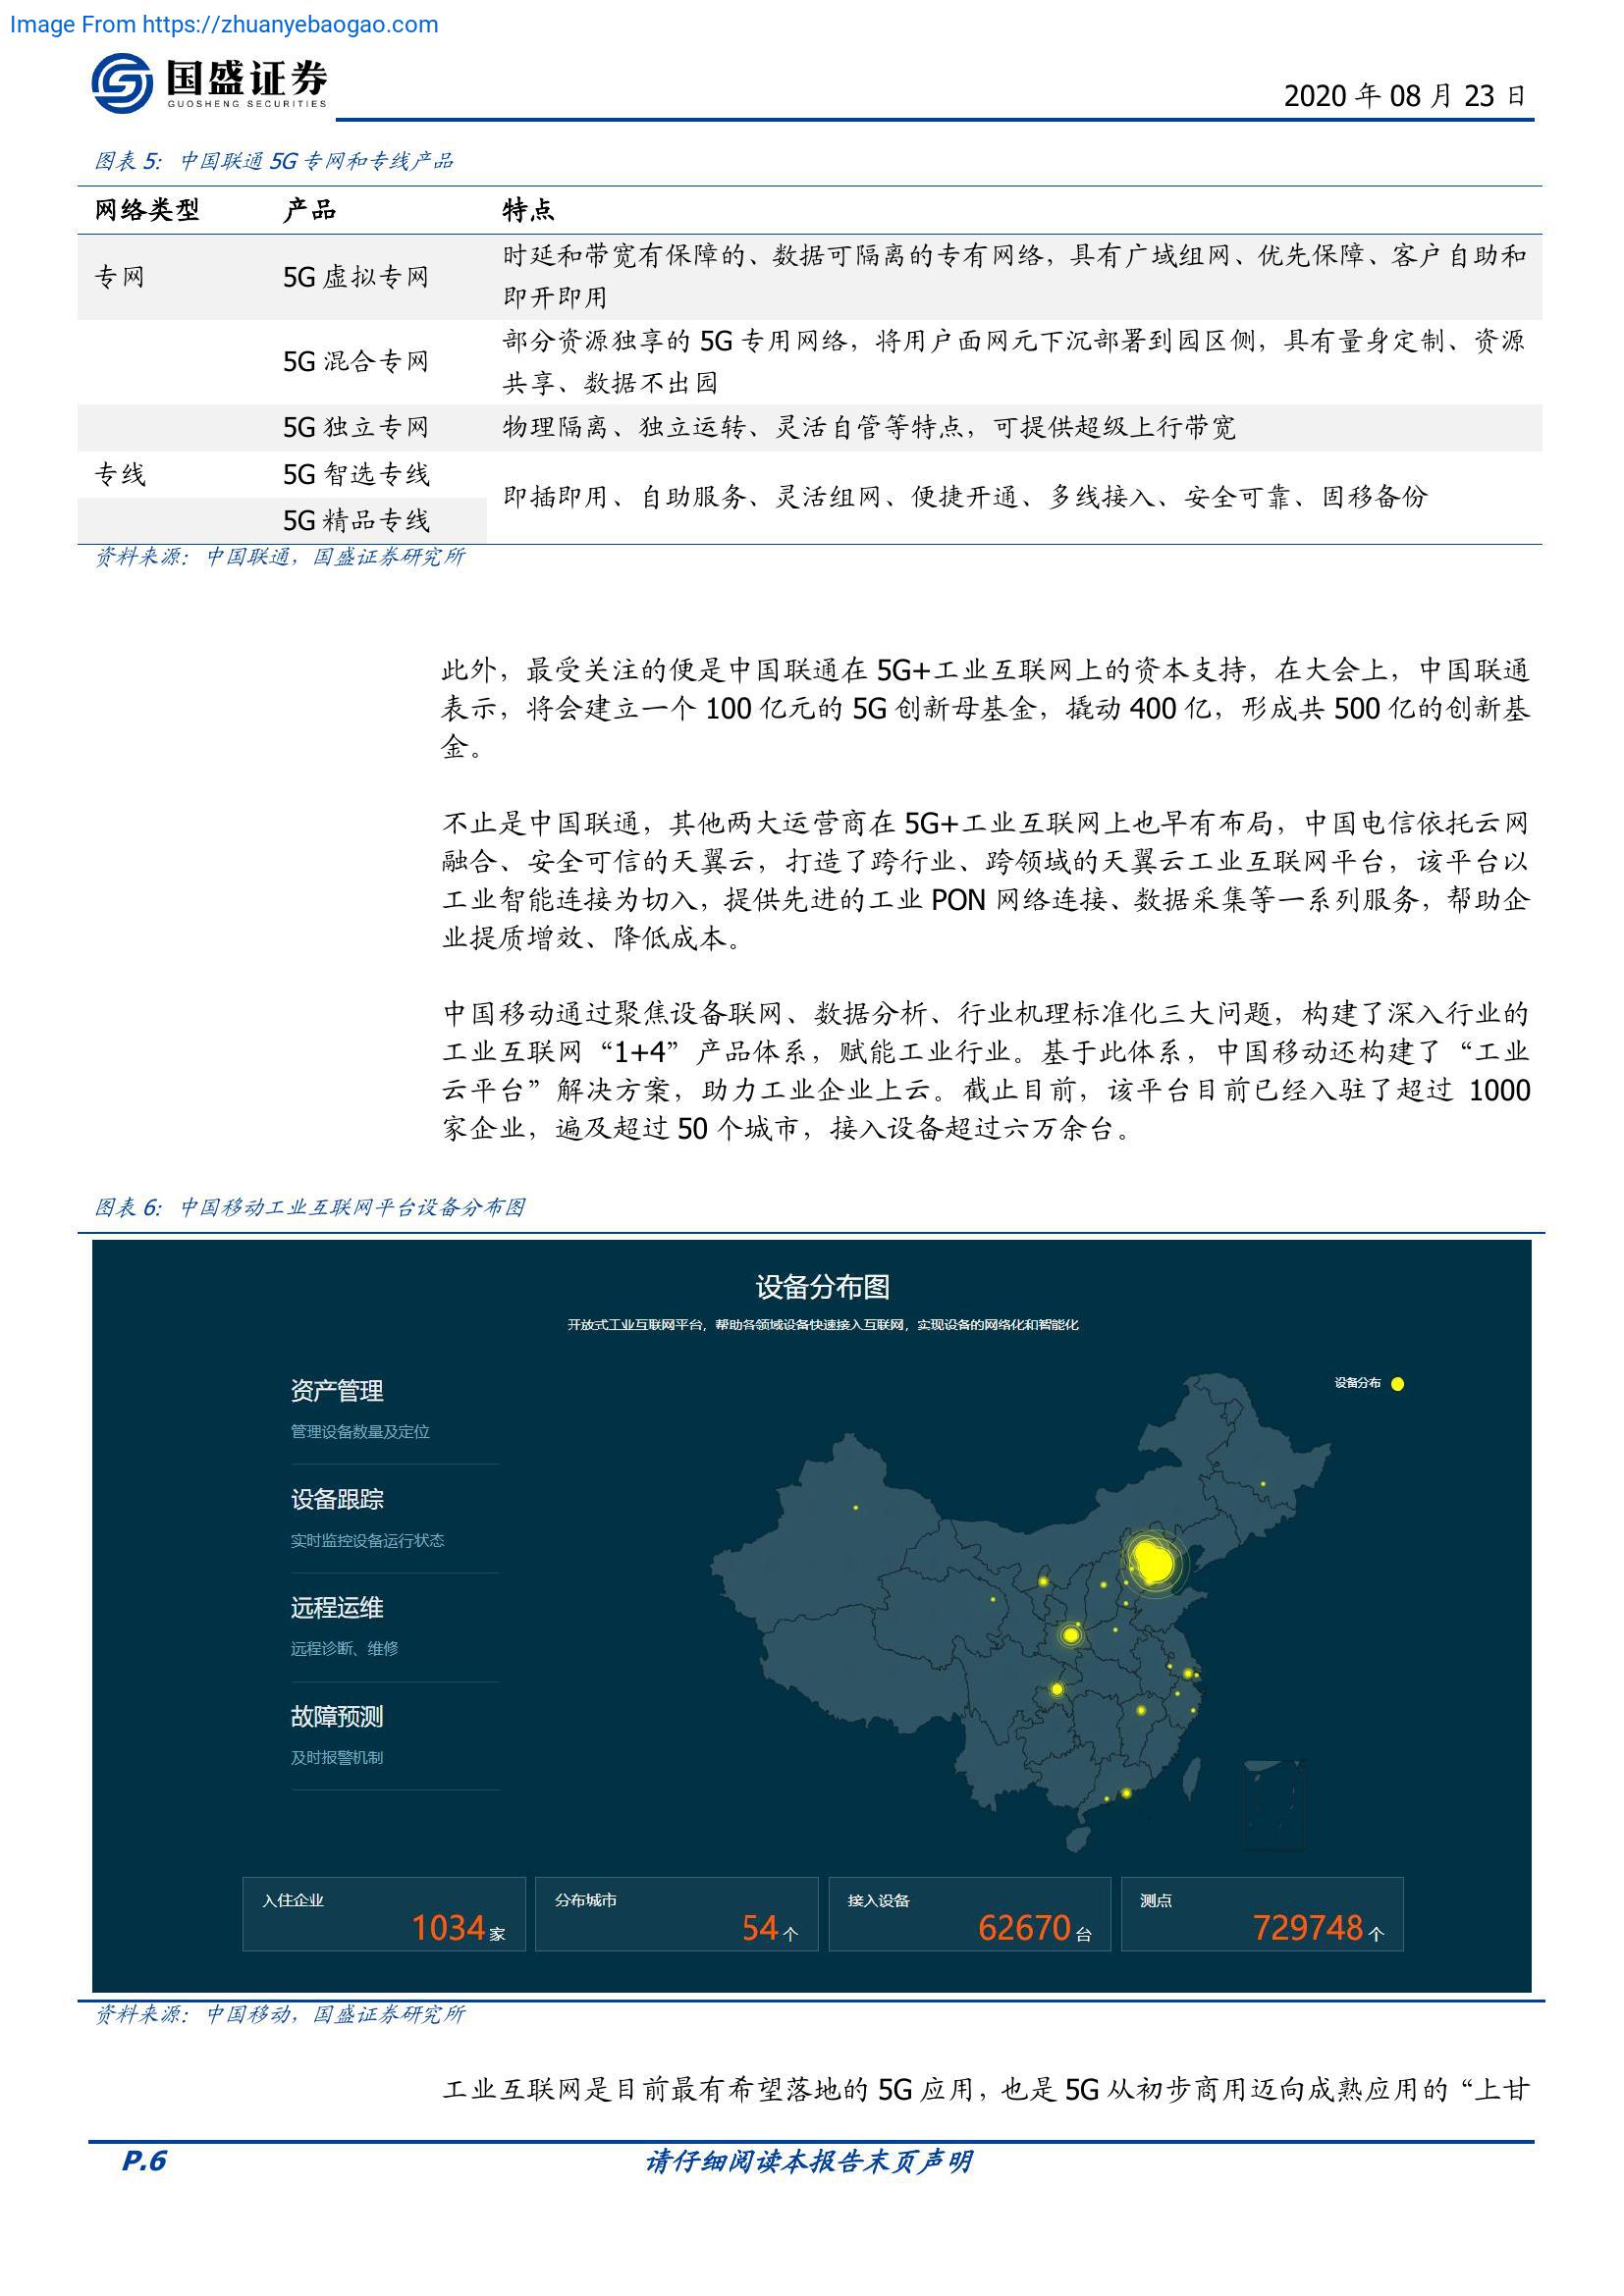 Image From https://zhuanyebaogao.com
国盛证券
GUOSHENG SECURITIES
2020 年 08 月 23 日
图表 5: 中国联通 5G 专网和专线产品
网络类型 产品 特点
专网 5G 虚拟专网 时延和带宽有保障的、数据可隔离的专有网络，具有广域组网、优先保障、客户自助和
即开即用
5G 混合专网 部分资源独享的 5G 专用网络，将用户面网元下沉部署到园区侧，具有量身定制、资源
共享、数据不出园
5G 独立专网 物理隔离、独立运转、灵活自管等特点，可提供超级上行带宽
专线 5G 智选专线
即插即用、自助服务、灵活组网、便捷开通、多线接入、安全可靠、固移备份
5G 精品专线
资料来源：中国联通，国盛证券研究所
此外，最受关注的便是中国联通在 5G+工业互联网上的资本支持，在大会上，中国联通
表示，将会建立一个 100 亿元的 5G 创新母基金，撬动 400 亿，形成共 500 亿的创新基
金。
不止是中国联通，其他两大运营商在 5G+工业互联网上也早有布局，中国电信依托云网
融合、安全可信的天翼云，打造了跨行业、跨领域的天翼云工业互联网平台，该平台以
工业智能连接为切入，提供先进的工业 PON 网络连接、数据采集等一系列服务，帮助企
业提质增效、降低成本。
中国移动通过聚焦设备联网、数据分析、行业机理标准化三大问题，构建了深入行业的
工业互联网“1+4”产品体系，赋能工业行业。基于此体系，中国移动还构建了“工业
云平台”解决方案，助力工业企业上云。截止目前，该平台目前已经入驻了超过 1000
家企业，遍及超过 50 个城市，接入设备超过六万余台。
图表 6: 中国移动工业互联网平台设备分布图
设备分布图
开放式工业互联网平台，帮助各领域设备快速接入互联网，实现设备的网络化和智能化
设备分布
资产管理
管理设备数量及定位
设备跟踪
实时监控设备运行状态
远程运维
远程诊断、维修
故障预测
及时报警机制
入住企业 1034 家
分布城市 54 个
接入设备 62670 台
测点 729748 个
资料来源：中国移动，国盛证券研究所
工业互联网是目前最有希望落地的 5G 应用，也是 5G 从初步商用迈向成熟应用的“上甘
P.6 请仔细阅读本报告末页声明